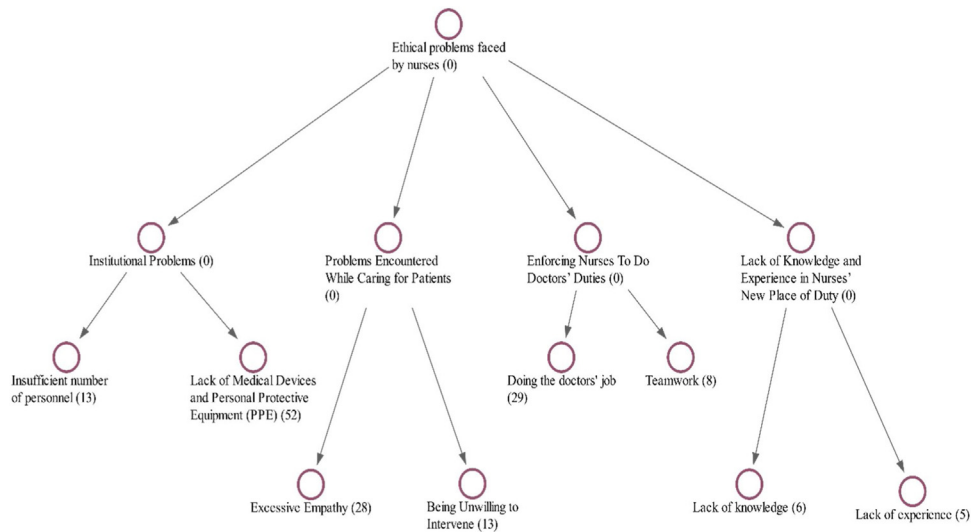 Ethical problems faced
by nurses (0)
Institutional Problems (0)
Problems Encountered
While Caring for Patients
(0)
Enforcing Nurses To Do
Doctors' Duties (0)
Lack of Knowledge and
Experience in Nurses'
New Place of Duty (0)
Insufficient number
of personnel (13)
Lack of Medical Devices
and Personal Protective
Equipment (PPE) (52)
Doing the doctors' job
(29)
Teamwork (8)
Excessive Empathy (28)
Being Unwilling to
Intervene (13)
Lack of knowledge (6)
Lack of experience (5)